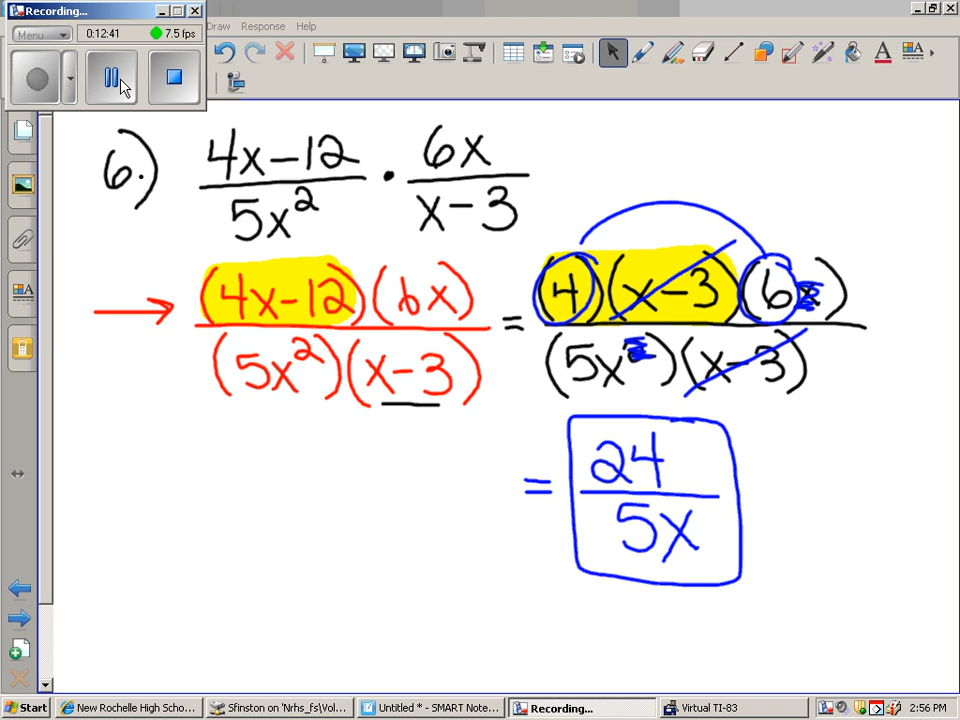 Recording...
Menu
0:12:41
7.5 fps
Draw Response Help
6.) 4x-12 / 5x² · 6x / x-3
→ (4x-12)(6x) / (5x²)(x-3) = (4)(x-3)(6x) / (5x²)(x-3)
= 24 / 5x
Start
New Rochelle High Scho...
Sfinston on 'Nrhs_fs\Vol...
Untitled * - SMART Note...
Recording...
Virtual TI-83
2:56 PM